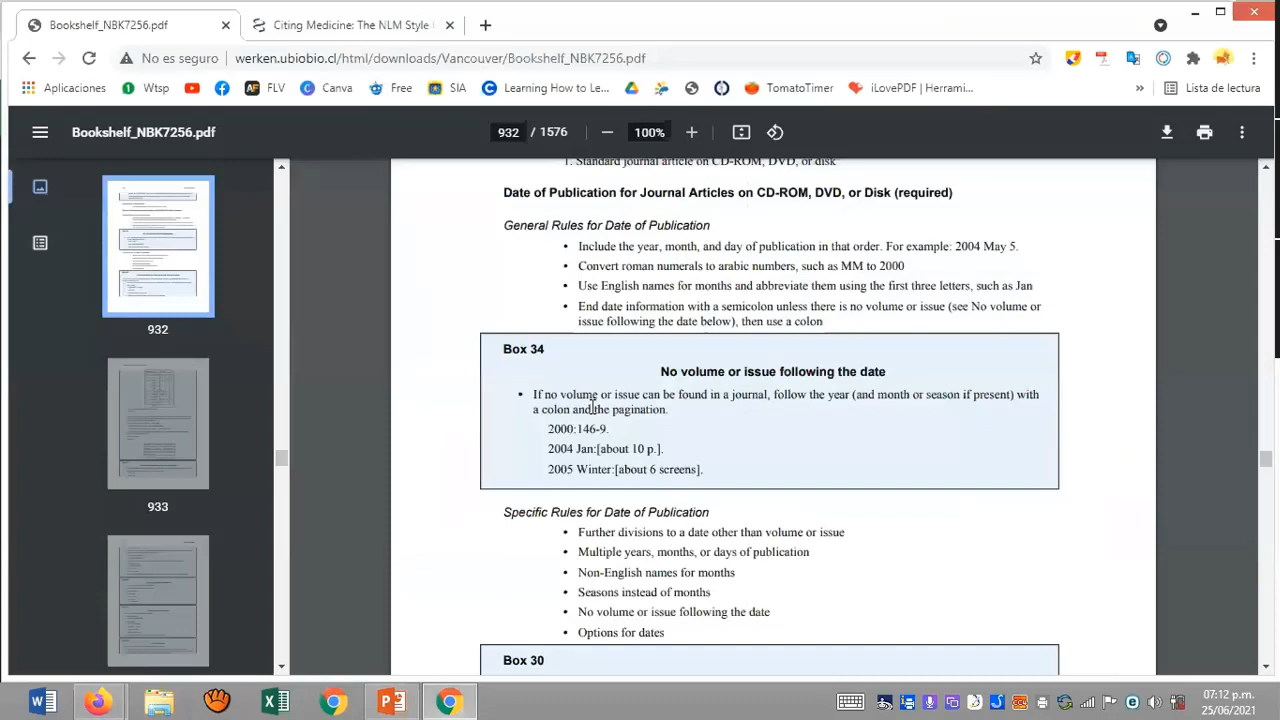 Bookshelf_NBK7256.pdf
Citing Medicine: The NLM Style
No es seguro
werken.ubiobio.cl/html/downloads/Vancouver/Bookshelf_NBK7256.pdf
Aplicaciones
Wtsp
FLV
Canva
Free
SIAE
Learning How to Le...
TomatoTimer
iLovePDF | Herrami...
»
Lista de lectura
Bookshelf_NBK7256.pdf
932 / 1576
100%
1. Standard journal article on CD-ROM, DVD, or disk
Date of Publication for Journal Articles on CD-ROM, DVD, or Disk (required)
General Rules for Date of Publication
• Include the year, month, and day of publication in that order. For example: 2004 May 5.
Convert roman numerals to arabic numbers, such as MM to 2000
Use English names for months and abbreviate them using the first three letters, such as Jan
• End date information with a semicolon unless there is no volume or issue (see No volume or
issue following the date below), then use a colon
Box 34
No volume or issue following the date
• If no volume or issue can be found in a journal, follow the year (and month or season if present) with
a colon and the pagination.
2000:146-9.
2004 Jan:[about 10 p.].
2005 Winter:[about 6 screens].
Specific Rules for Date of Publication
• Further divisions to a date other than volume or issue
Multiple years, months, or days of publication
• Non-English names for months
• Seasons instead of months
• No volume or issue following the date
• Options for dates
Box 30
932
933
07:12 p.m.
25/06/2021